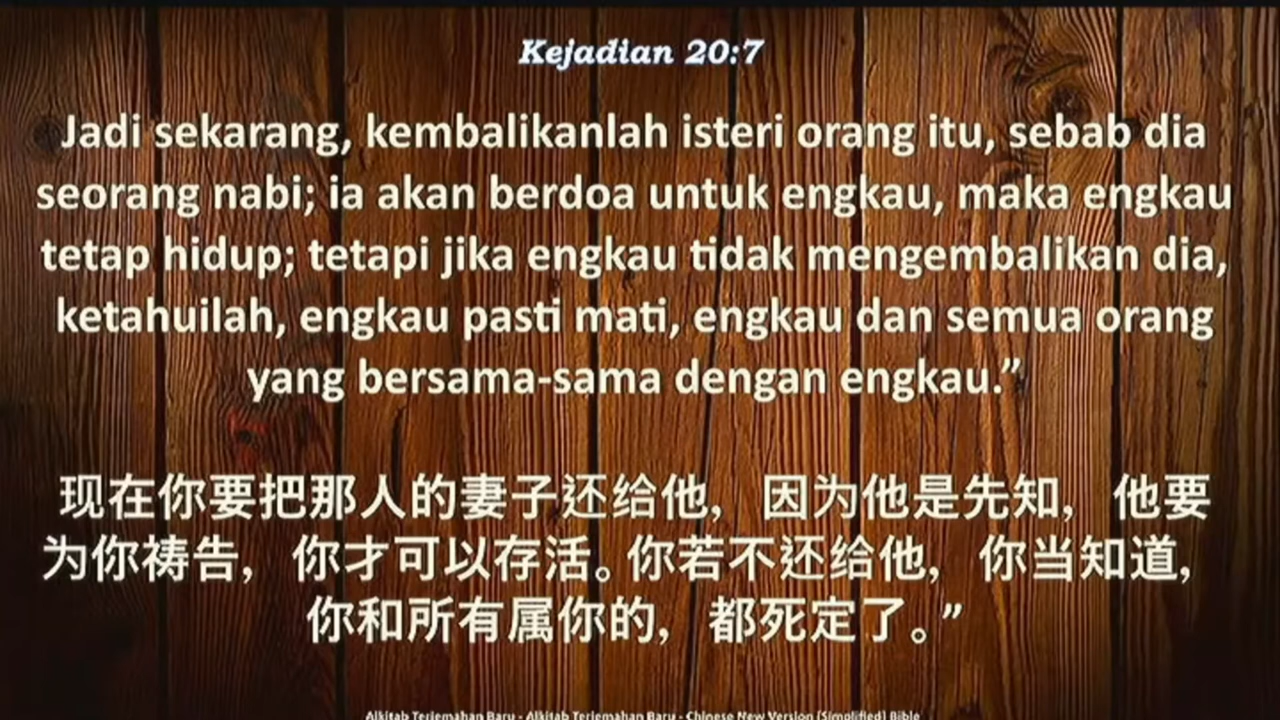 Kejadian 20:7
Jadi sekarang, kembalikanlah isteri orang itu, sebab dia
seorang nabi; ia akan berdoa untuk engkau, maka engkau
tetap hidup; tetapi jika engkau tidak mengembalikan dia,
ketahuilah, engkau pasti mati, engkau dan semua orang
yang bersama-sama dengan engkau.”
现在你要把那人的妻子还给他，因为他是先知，他要
为你祷告，你才可以存活。你若不还给他，你当知道，
你和所有属你的，都死定了。”
Alkitab Terjemahan Baru - Alkitab Terjemahan Baru - Chinese New Version (Simplified) Bible